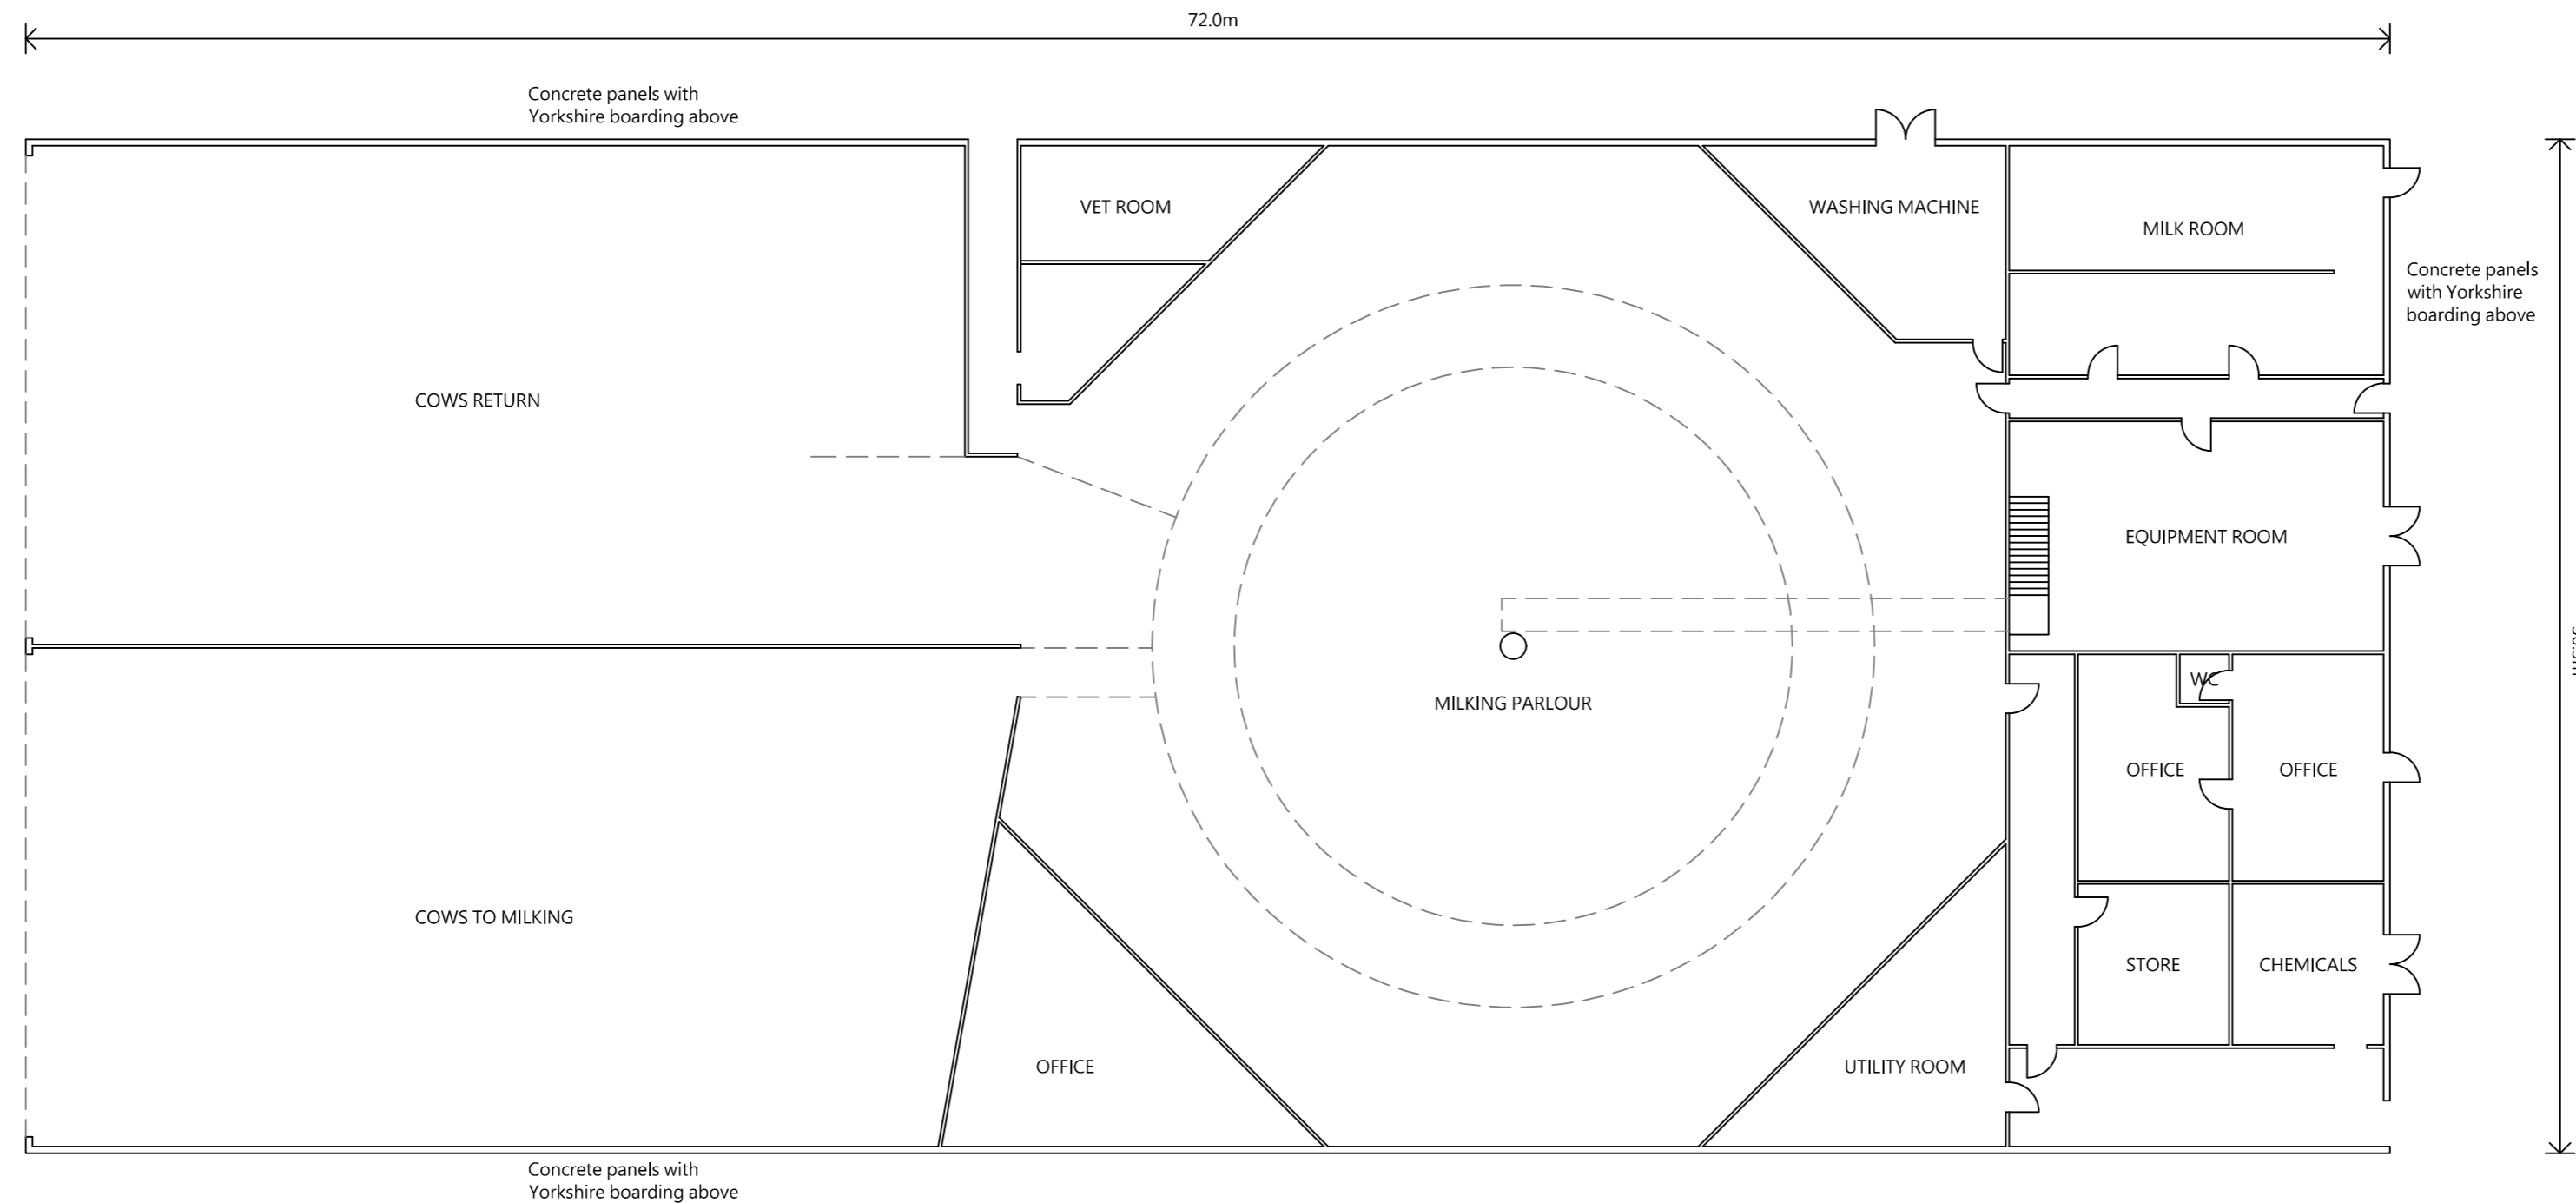 72.0m
Concrete panels with
Yorkshire boarding above
VET ROOM
WASHING MACHINE
MILK ROOM
Concrete panels
with Yorkshire
boarding above
COWS RETURN
EQUIPMENT ROOM
WC
MILKING PARLOUR
OFFICE
OFFICE
COWS TO MILKING
STORE
CHEMICALS
OFFICE
UTILITY ROOM
Concrete panels with
Yorkshire boarding above